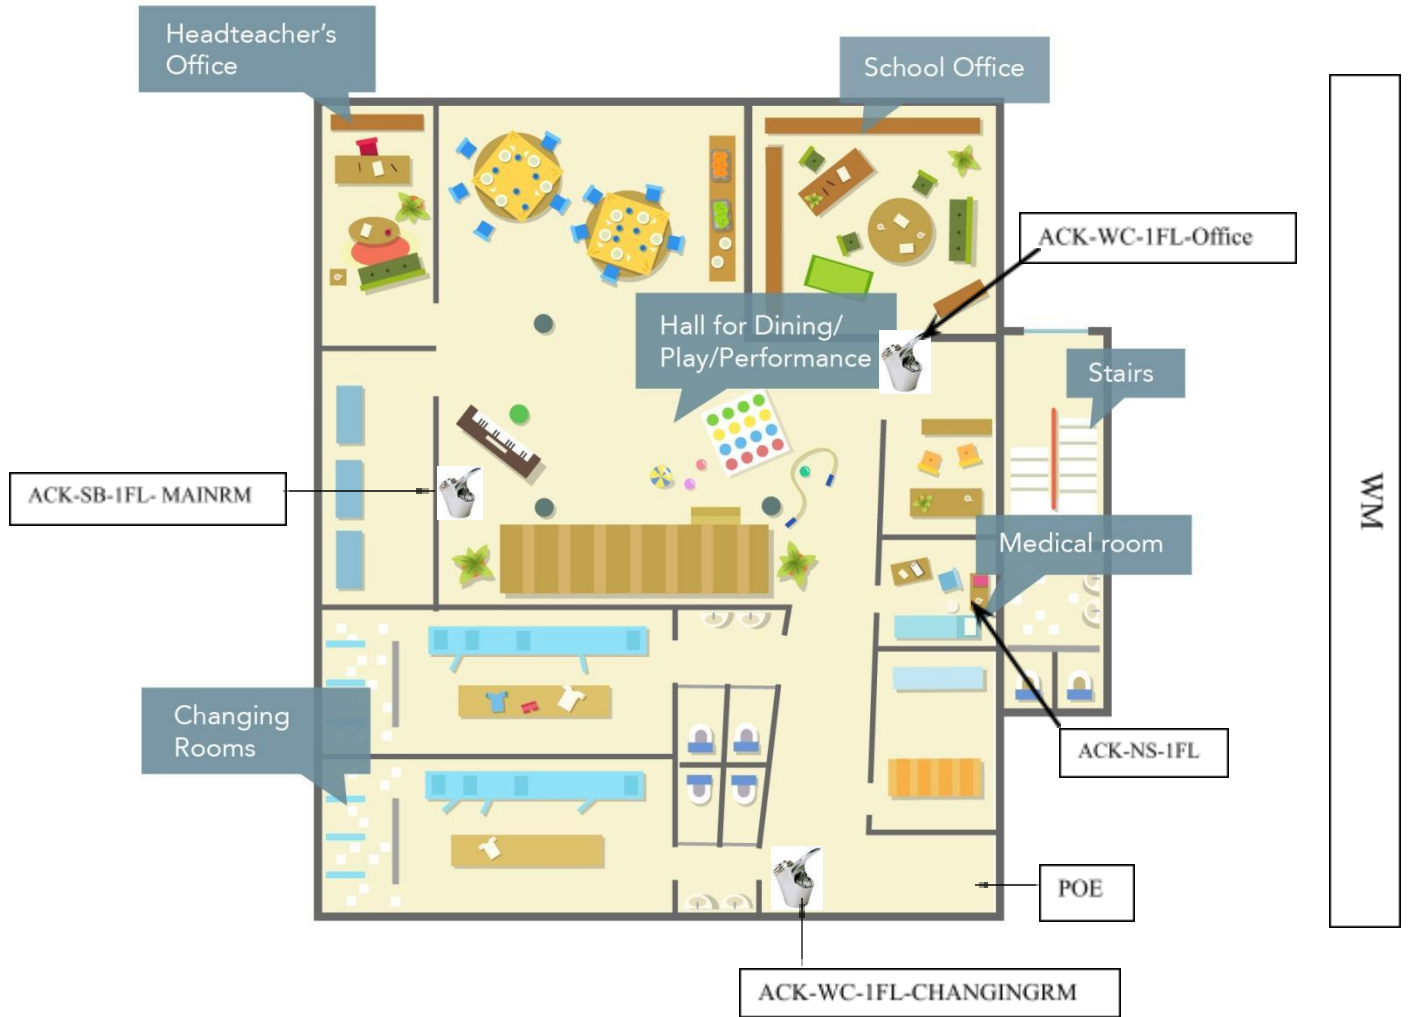 Headteacher's
Office
School Office
ACK-WC-1FL-Office
Hall for Dining/
Play/Performance
Stairs
ACK-SB-1FL- MAINRM
WM
Medical room
Changing
Rooms
ACK-NS-1FL
POE
ACK-WC-1FL-CHANGINGRM